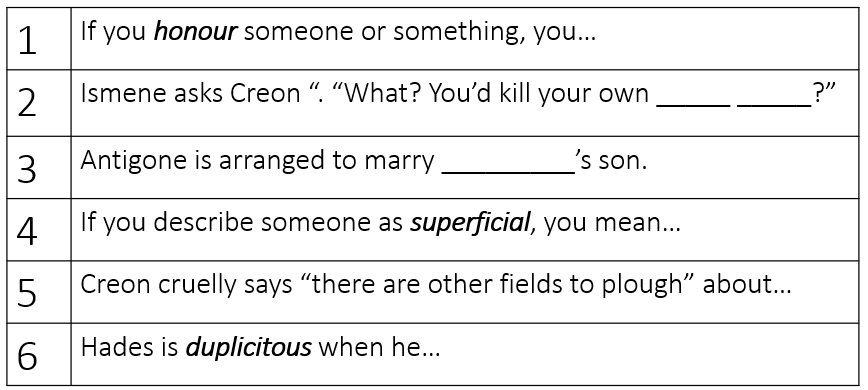 1 If you honour someone or something, you…
2 Ismene asks Creon “. “What? You’d kill your own _____ _____?”
3 Antigone is arranged to marry _________’s son.
4 If you describe someone as superficial, you mean…
5 Creon cruelly says “there are other fields to plough” about…
6 Hades is duplicitous when he…